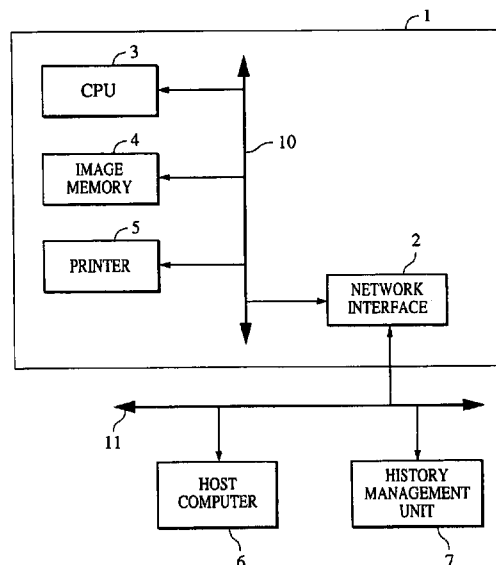 1
3
CPU
4
IMAGE
MEMORY
10
5
PRINTER
2
NETWORK
INTERFACE
11
HOST
COMPUTER
HISTORY
MANAGEMENT
UNIT
6
7